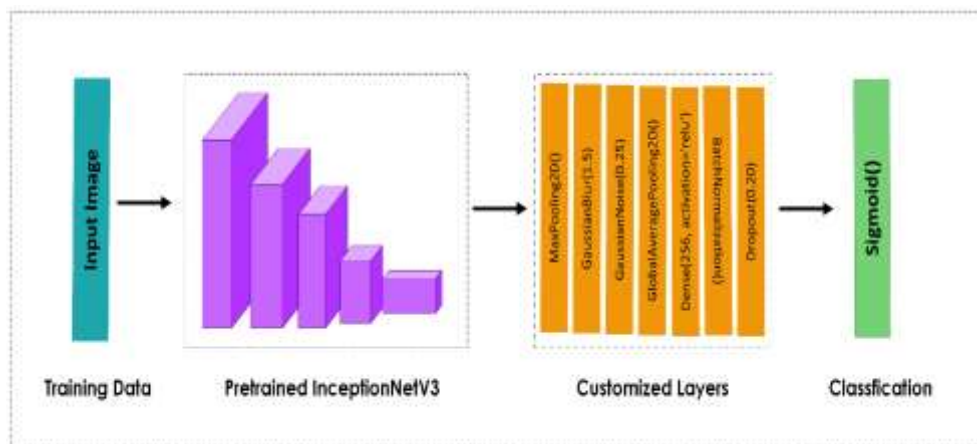 Input Image
MaxPooling2D()
GaussianBlur(1.5)
GaussianNoise(0.25)
GlobalAveragePooling2D()
Dense(256, activation='relu')
BatchNormalization()
Dropout(0.20)
Sigmoid()
Training Data
Pretrained InceptionNetV3
Customized Layers
Classfication